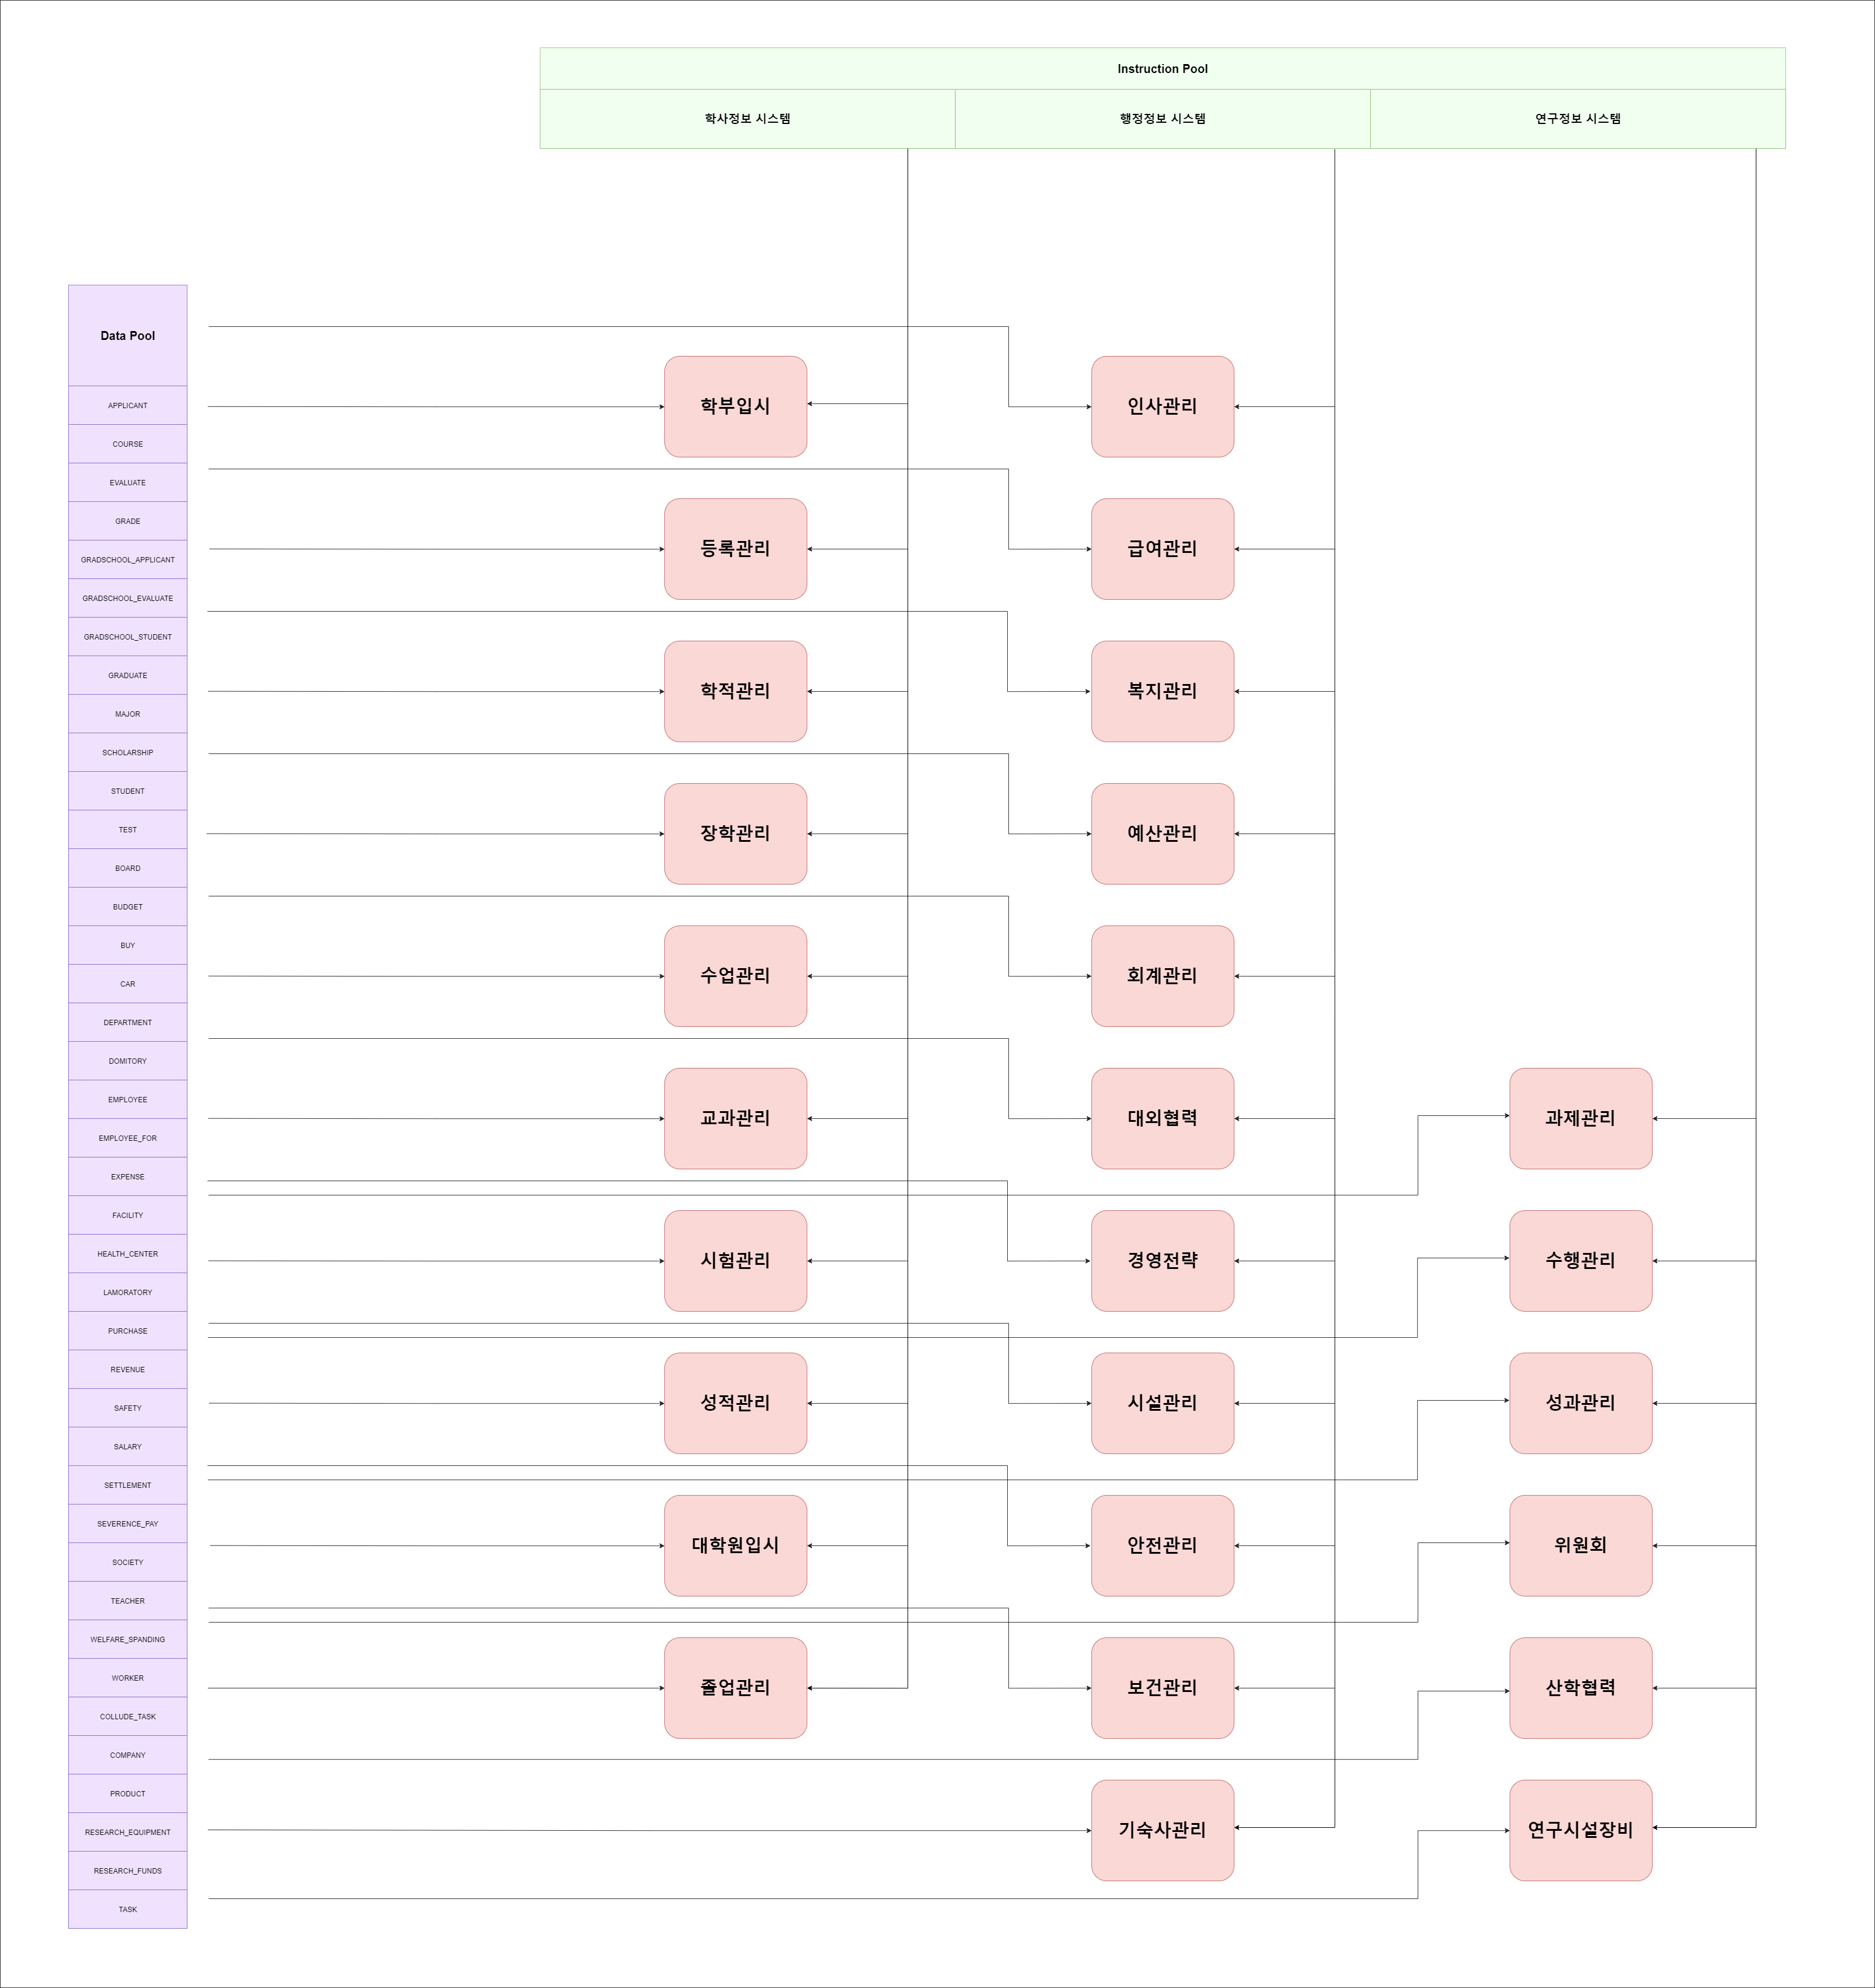 Instruction Pool
학사정보 시스템
행정정보 시스템
연구정보 시스템
Data Pool
APPLICANT
COURSE
EVALUATE
GRADE
GRADSCHOOL_APPLICANT
GRADSCHOOL_EVALUATE
GRADSCHOOL_STUDENT
GRADUATE
MAJOR
SCHOLARSHIP
STUDENT
TEST
BOARD
BUDGET
BUY
CAR
DEPARTMENT
DOMITORY
EMPLOYEE
EMPLOYEE_FOR
EXPENSE
FACILITY
HEALTH_CENTER
LAMORATORY
PURCHASE
REVENUE
SAFETY
SALARY
SETTLEMENT
SEVERENCE_PAY
SOCIETY
TEACHER
WELFARE_SPANDING
WORKER
COLLUDE_TASK
COMPANY
PRODUCT
RESEARCH_EQUIPMENT
RESEARCH_FUNDS
TASK
학부입시
인사관리
등록관리
급여관리
학적관리
복지관리
장학관리
예산관리
수업관리
회계관리
교과관리
대외협력
과제관리
시험관리
경영전략
수행관리
성적관리
시설관리
성과관리
대학원입시
안전관리
위원회
졸업관리
보건관리
산학협력
기숙사관리
연구시설장비